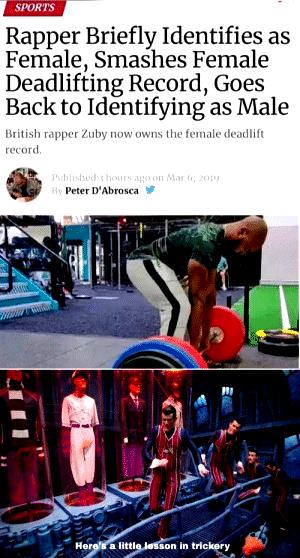 SPORTS
Rapper Briefly Identifies as
Female, Smashes Female
Deadlifting Record, Goes
Back to Identifying as Male
British rapper Zuby now owns the female deadlift
record.
Published 3 hours ago on Mar 6, 2019
By Peter D'Abrosca
Here's a little lesson in trickery